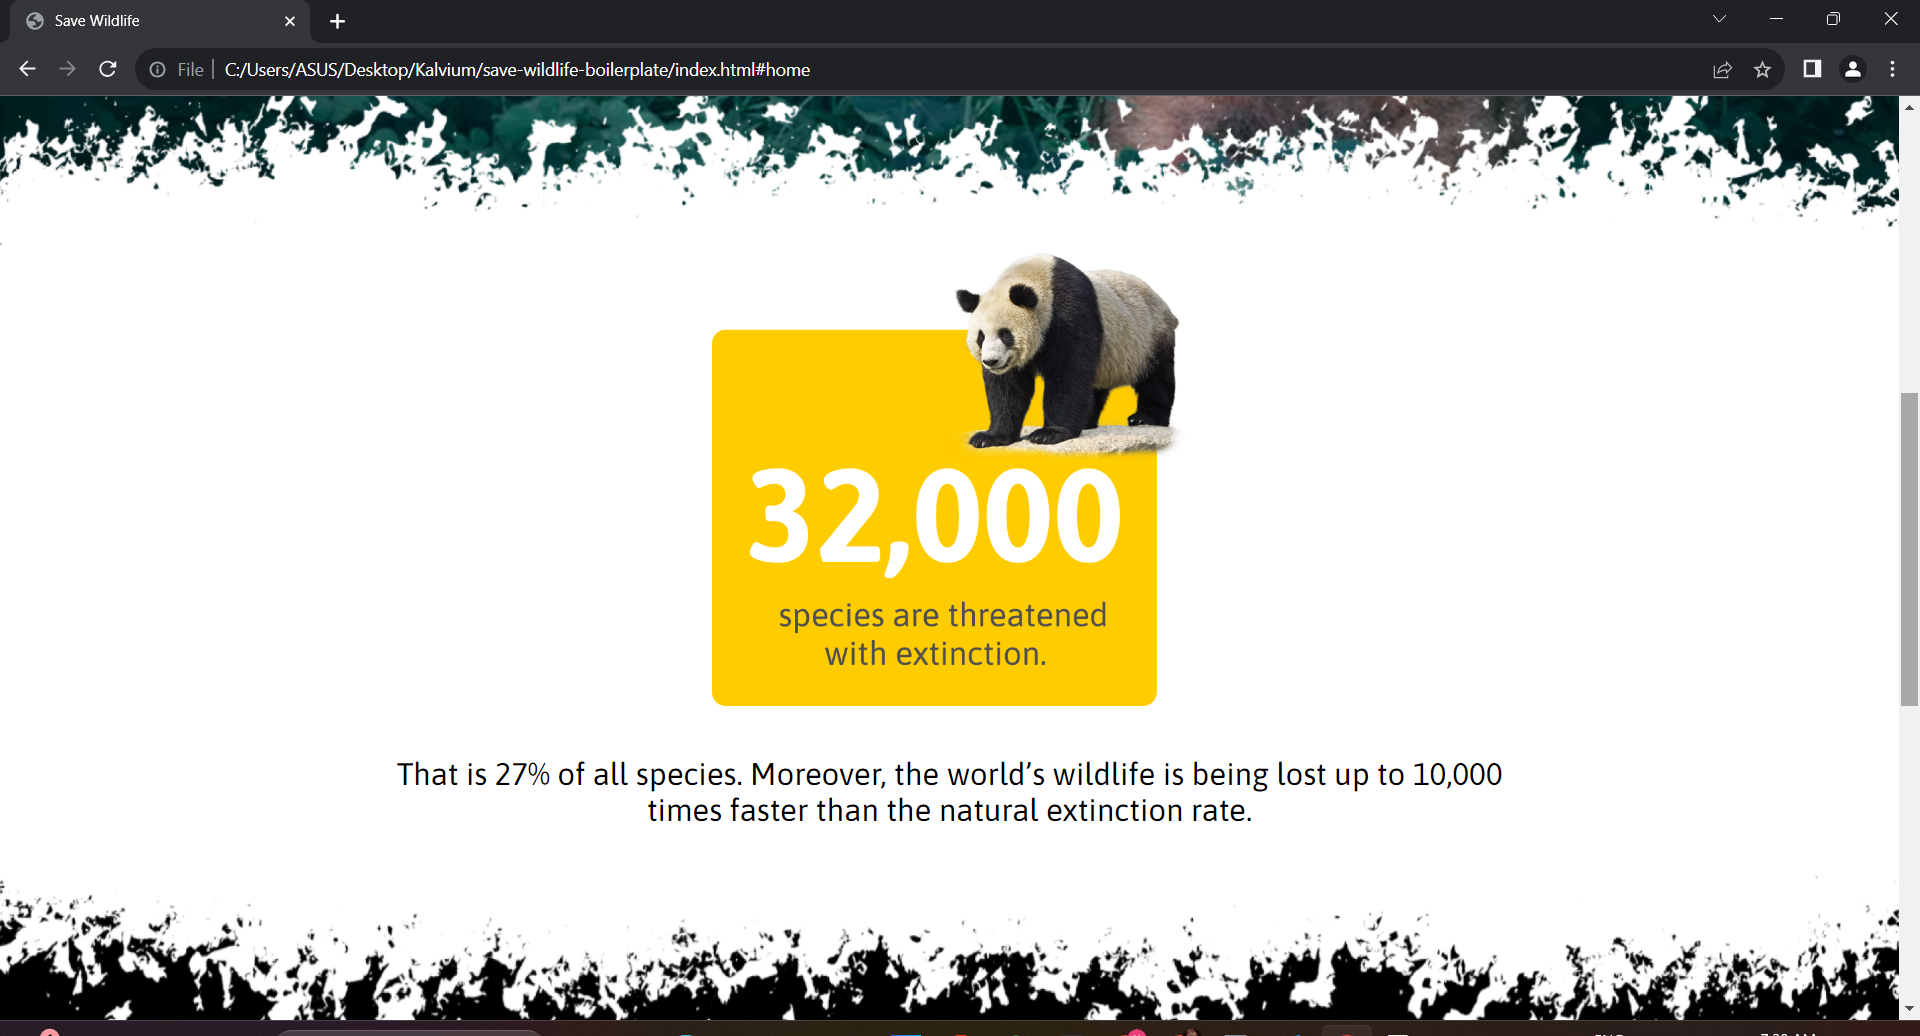 Save Wildlife
File
C:/Users/ASUS/Desktop/Kalvium/save-wildlife-boilerplate/index.html#home
32,000
species are threatened
with extinction.
That is 27% of all species. Moreover, the world’s wildlife is being lost up to 10,000
times faster than the natural extinction rate.